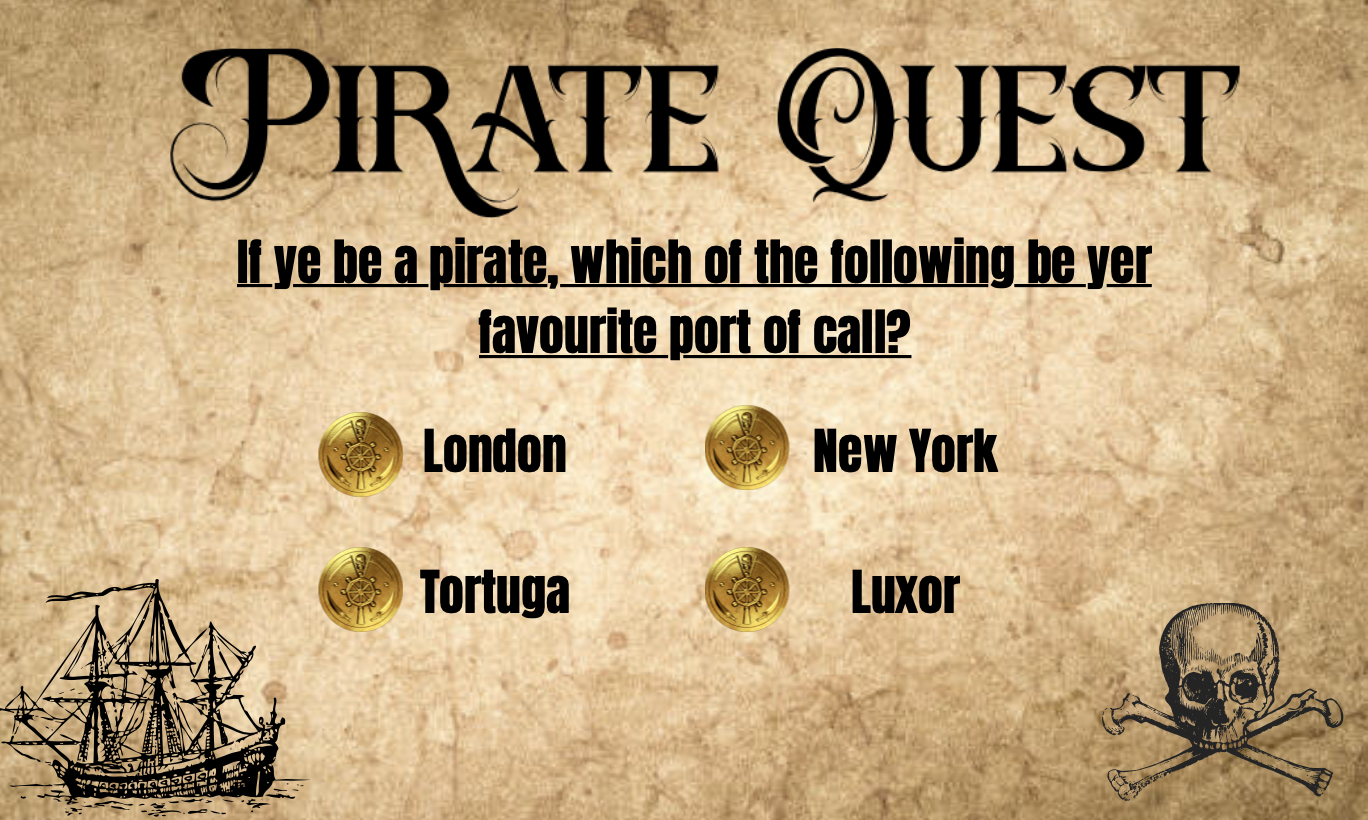 Pirate Quest
If ye be a pirate, which of the following be yer
favourite port of call?
London
New York
Tortuga
Luxor